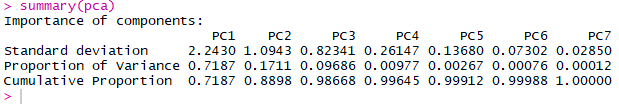 > summary(pca)
Importance of components:
PC1 PC2 PC3 PC4 PC5 PC6 PC7
Standard deviation 2.2430 1.0943 0.82341 0.26147 0.13680 0.07302 0.02850
Proportion of Variance 0.7187 0.1711 0.09686 0.00977 0.00267 0.00076 0.00012
Cumulative Proportion 0.7187 0.8898 0.98668 0.99645 0.99912 0.99988 1.00000
>